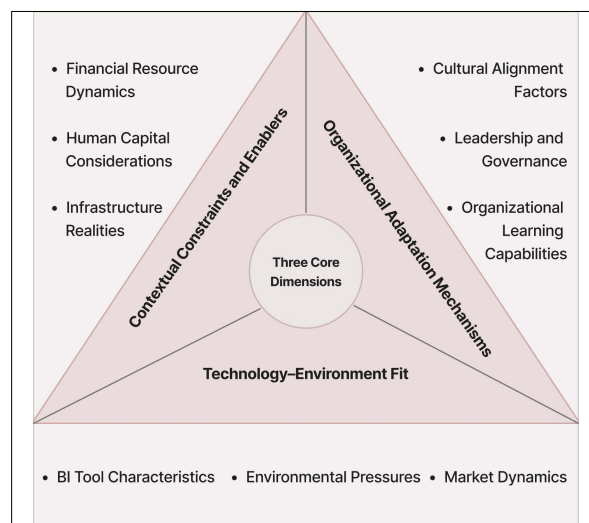 • Financial Resource
Dynamics
• Human Capital
Considerations
• Infrastructure
Realities
• Cultural Alignment
Factors
• Leadership and
Governance
• Organizational
Learning
Capabilities
Contextual Constraints and Enablers
Organizational Adaptation Mechanisms
Three Core
Dimensions
Technology–Environment Fit
• BI Tool Characteristics • Environmental Pressures • Market Dynamics